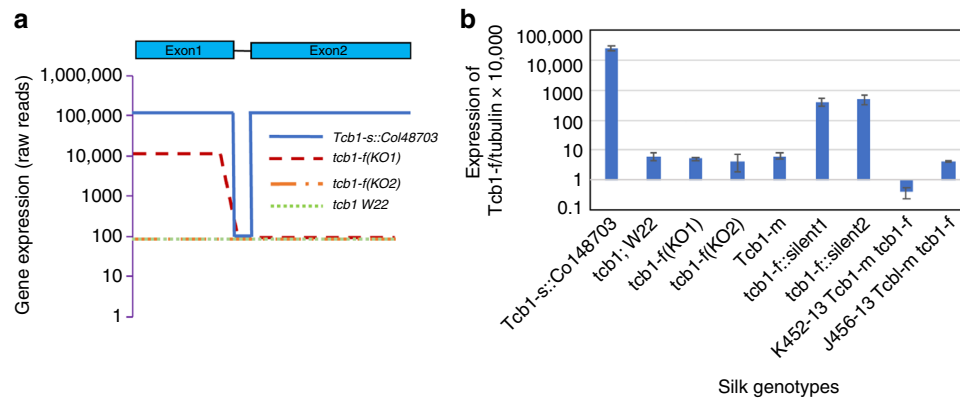 a
Exon1
Exon2
Gene expression (raw reads)
1,000,000
100,000
10,000
1000
100
10
1
Tcb1-s::Col48703
tcb1-f(KO1)
tcb1-f(KO2)
tcb1 W22
b
Expression of
Tcb1-f/tubulin × 10,000
100,000
10,000
1000
100
10
1
0.1
Tcb1-s::Co148703
tcb1; W22
tcb1-f(KO1)
tcb1-f(KO2)
Tcb1-m
tcb1-f::silent1
tcb1-f::silent2
K452-13 Tcb1-m tcb1-f
J456-13 Tcbl-m tcb1-f
Silk genotypes